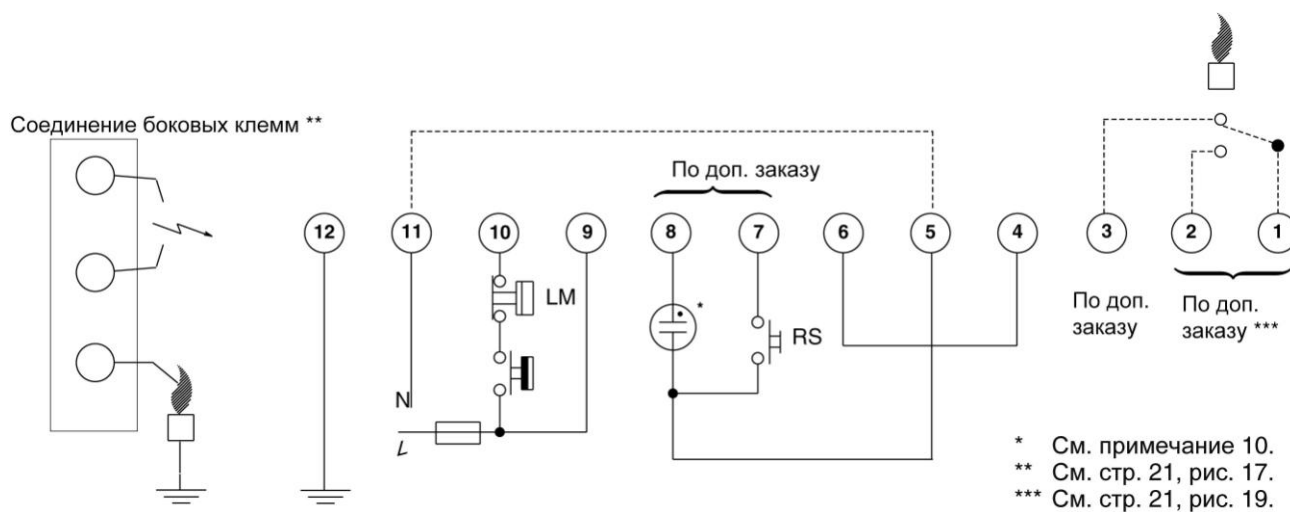 Соединение боковых клемм **
По доп. заказу
12
11
10
9
8
7
6
5
4
3
2
1
LM
*
RS
По доп.
заказу
По доп.
заказу ***
N
L
* См. примечание 10.
** См. стр. 21, рис. 17.
*** См. стр. 21, рис. 19.